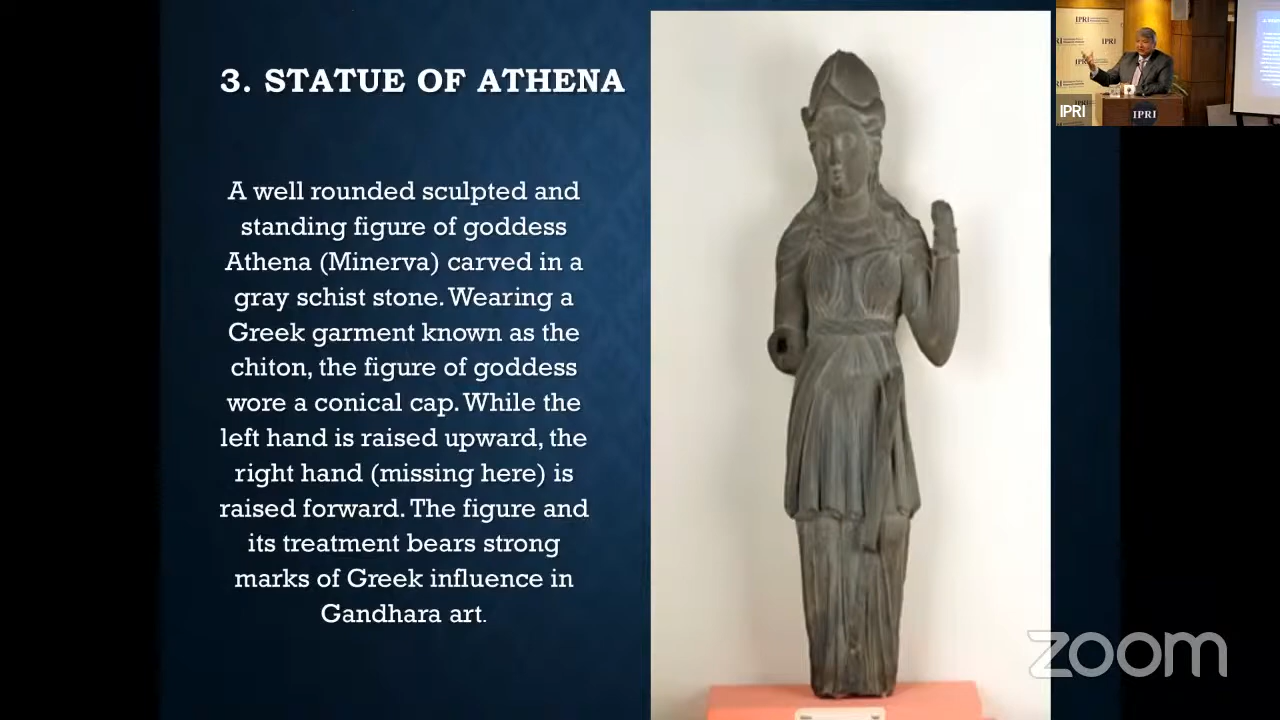 3. STATUE OF ATHENA
A well rounded sculpted and
standing figure of goddess
Athena (Minerva) carved in a
gray schist stone. Wearing a
Greek garment known as the
chiton, the figure of goddess
wore a conical cap. While the
left hand is raised upward, the
right hand (missing here) is
raised forward. The figure and
its treatment bears strong
marks of Greek influence in
Gandhara art.
IPRI
IPRI
IPRI
IPRI
IPRI
zoom